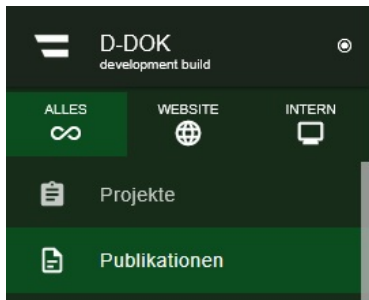 D-DOK
development build
ALLES WEBSITE INTERN
Projekte
Publikationen